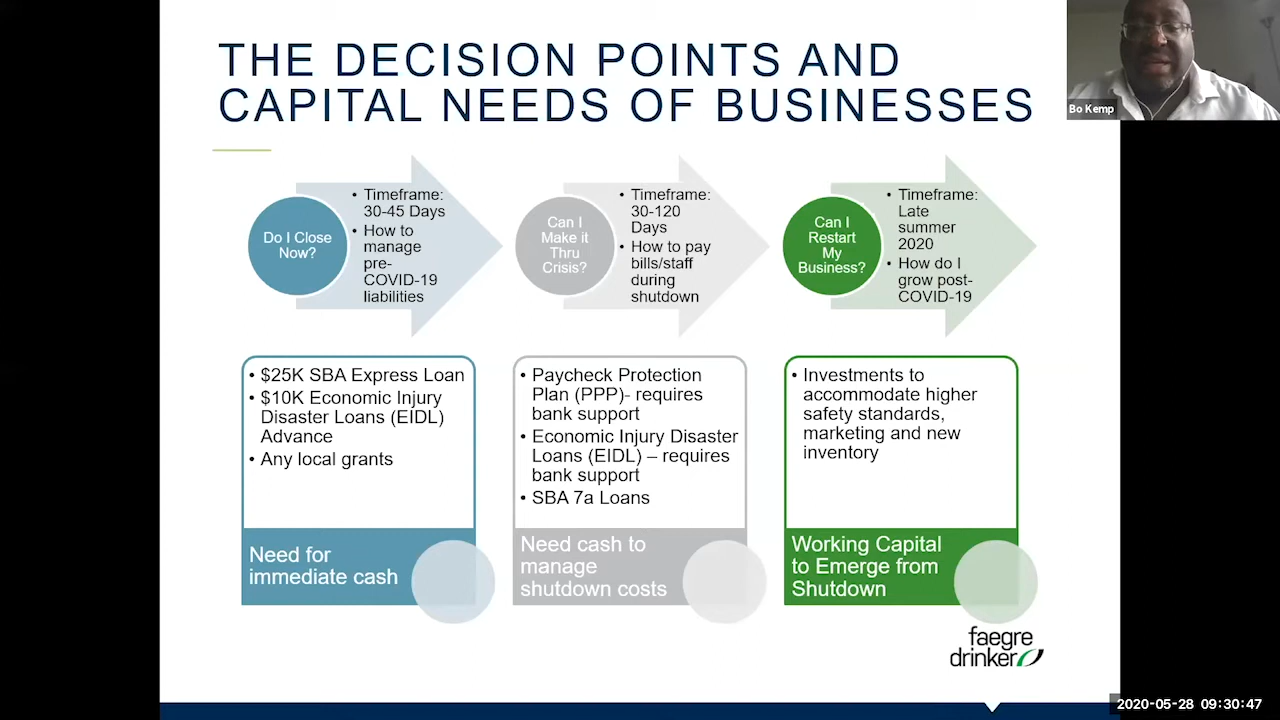 THE DECISION POINTS AND
CAPITAL NEEDS OF BUSINESSES
Bo Kemp
Do I Close
Now?
• Timeframe:
30-45 Days
• How to
manage
pre-
COVID-19
liabilities
Can I
Make it
Thru
Crisis?
• Timeframe:
30-120
Days
• How to pay
bills/staff
during
shutdown
Can I
Restart
My
Business?
• Timeframe:
Late
summer
2020
• How do I
grow post-
COVID-19
• $25K SBA Express Loan
• $10K Economic Injury
Disaster Loans (EIDL)
Advance
• Any local grants
Need for
immediate cash
• Paycheck Protection
Plan (PPP)- requires
bank support
• Economic Injury Disaster
Loans (EIDL) – requires
bank support
• SBA 7a Loans
Need cash to
manage
shutdown costs
• Investments to
accommodate higher
safety standards,
marketing and new
inventory
Working Capital
to Emerge from
Shutdown
faegre
drinker
2020-05-28 09:30:47